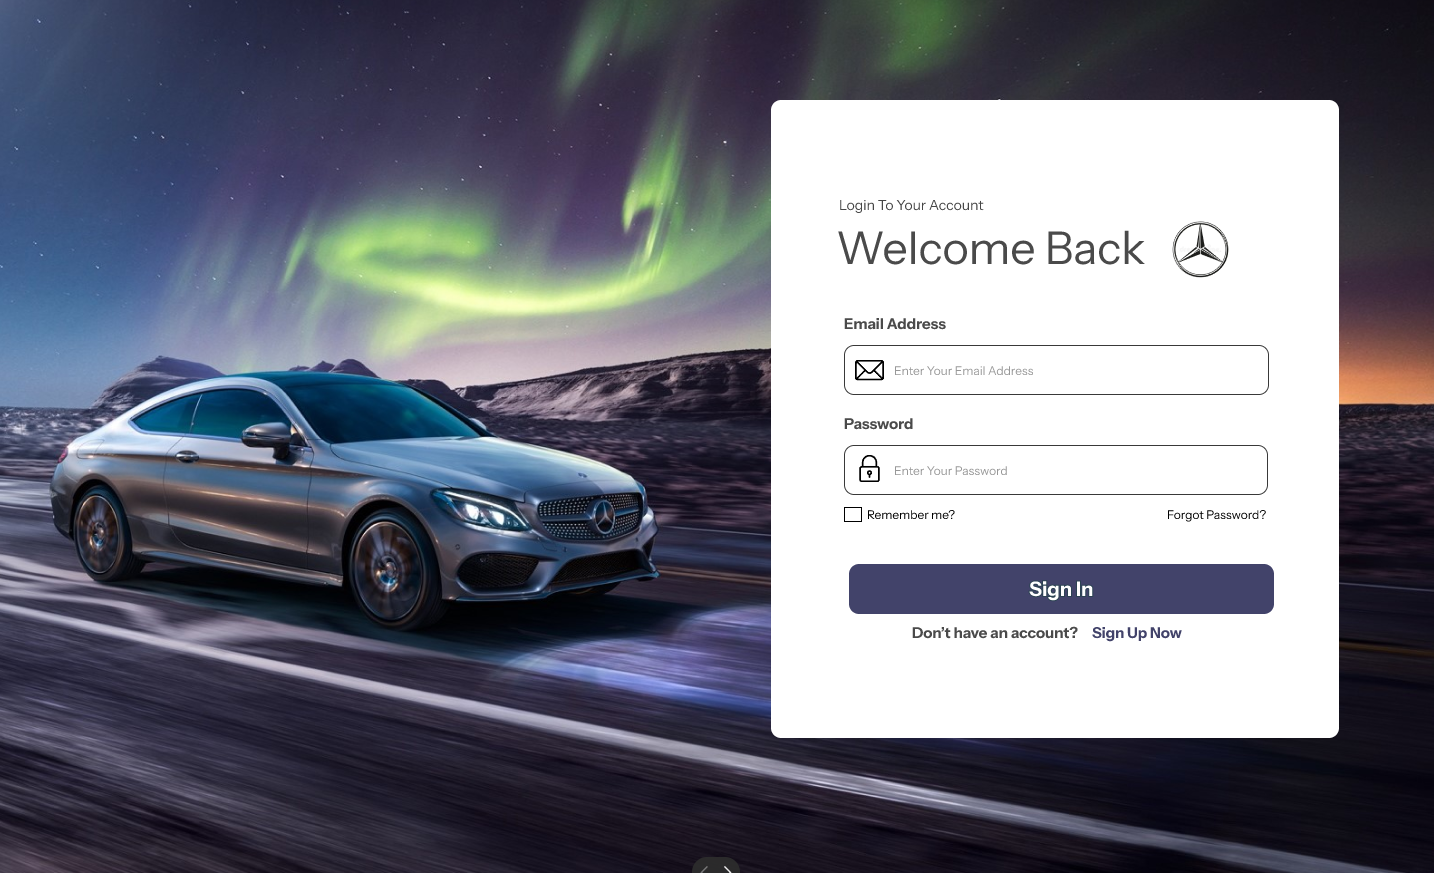 Login To Your Account
Welcome Back
Email Address
Enter Your Email Address
Password
Enter Your Password
Remember me? Forgot Password?
Sign In
Don't have an account? Sign Up Now